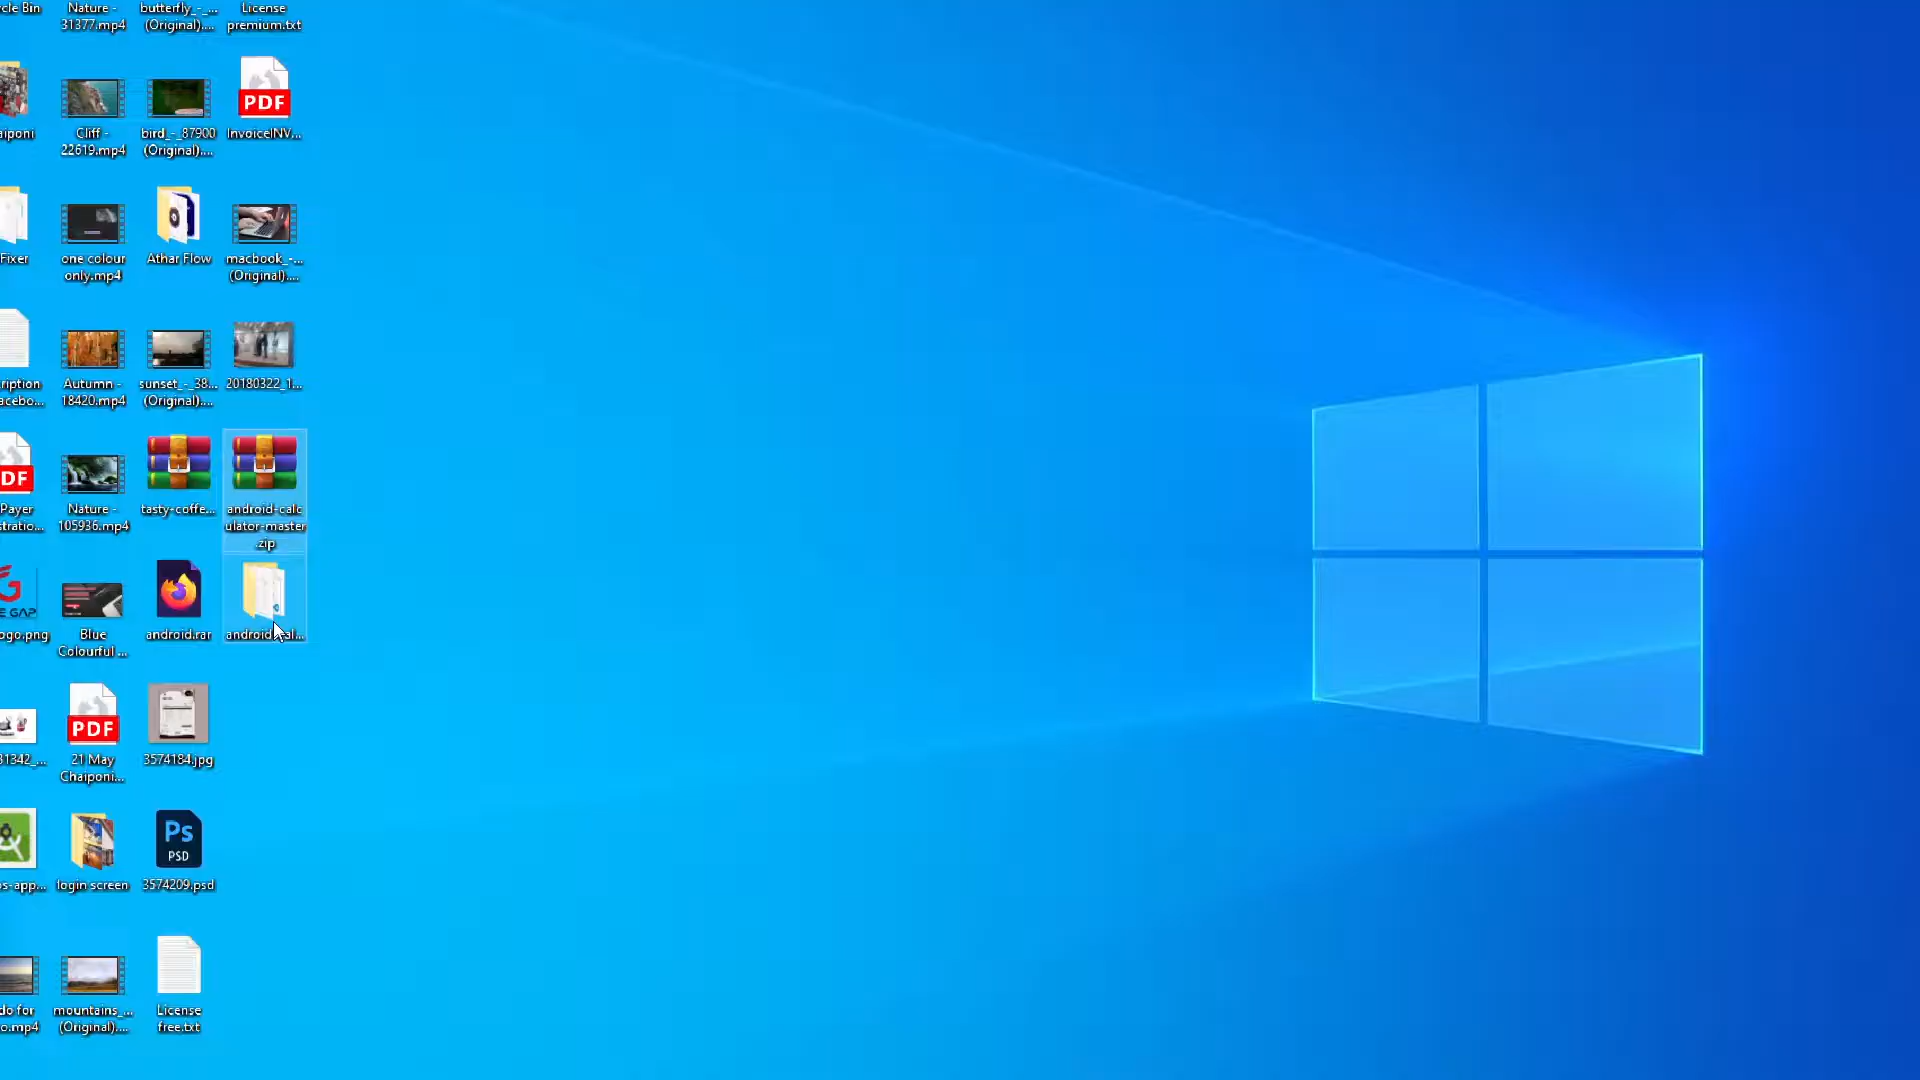 cle Bin
Nature -
31377.mp4
butterfly_-_...
(Original)....
License
premium.txt
aiponi
Cliff -
22619.mp4
bird_-_87900
(Original)....
PDF
InvoiceINV...
Fixer
one colour
only.mp4
Athar Flow
macbook_-...
(Original)....
ription
acebo...
Autumn -
18420.mp4
sunset_-_38...
(Original)....
20180322_1...
DF
Payer
stratio...
Nature -
105936.mp4
tasty-coffe...
android-calc
ulator-master
.zip
E GAP
ogo.png
Blue
Colourful ...
android.rar
android-cal...
31342_...
PDF
21 May
Chaiponi...
3574184.jpg
s-app...
login screen
Ps
PSD
3574209.psd
do for
o.mp4
mountains_...
(Original)....
License
free.txt